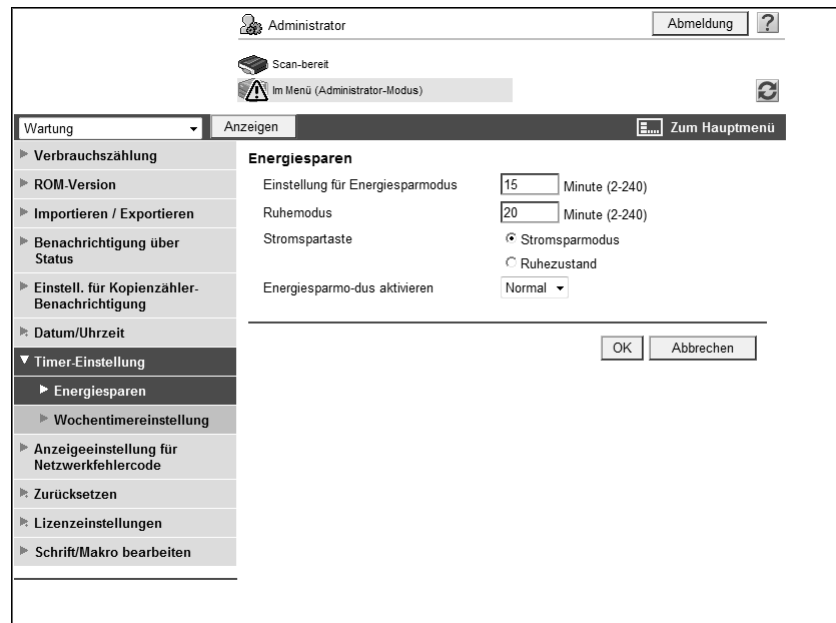 Administrator
Abmeldung
?
Scan-bereit
Im Menü (Administrator-Modus)
Wartung
Anzeigen
Zum Hauptmenü
Verbrauchszählung
ROM-Version
Importieren / Exportieren
Benachrichtigung über
Status
Einstell. für Kopienzähler-
Benachrichtigung
Datum/Uhrzeit
Timer-Einstellung
Energiesparen
Wochentimereinstellung
Anzeigeeinstellung für
Netzwerkfehlercode
Zurücksetzen
Lizenzeinstellungen
Schrift/Makro bearbeiten
Energiesparen
Einstellung für Energiesparmodus 15 Minute (2-240)
Ruhemodus 20 Minute (2-240)
Stromspartaste Stromsparmodus
Ruhezustand
Energiesparmo-dus aktivieren Normal
OK Abbrechen